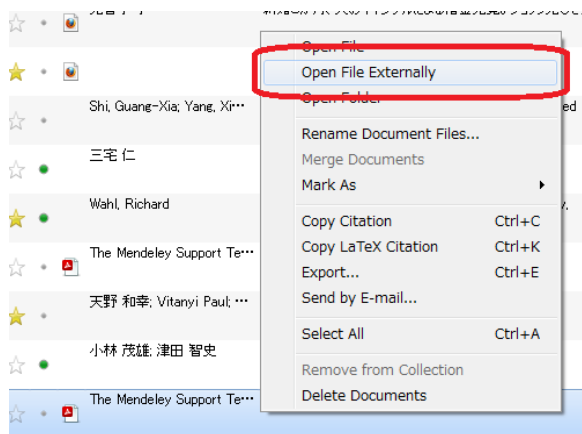 Open File
Open File Externally
Open Folder
ed
Shi, Guang-Xia; Yang, Xi…
Rename Document Files...
Merge Documents
三宅 仁
Mark As
Wahl, Richard
Copy Citation Ctrl+C
The Mendeley Support Te…
Copy LaTeX Citation Ctrl+K
Export... Ctrl+E
天野 和幸; Vitanyi Paul; …
Send by E-mail...
Select All Ctrl+A
小林 茂雄; 津田 智史
Remove from Collection
The Mendeley Support Te…
Delete Documents